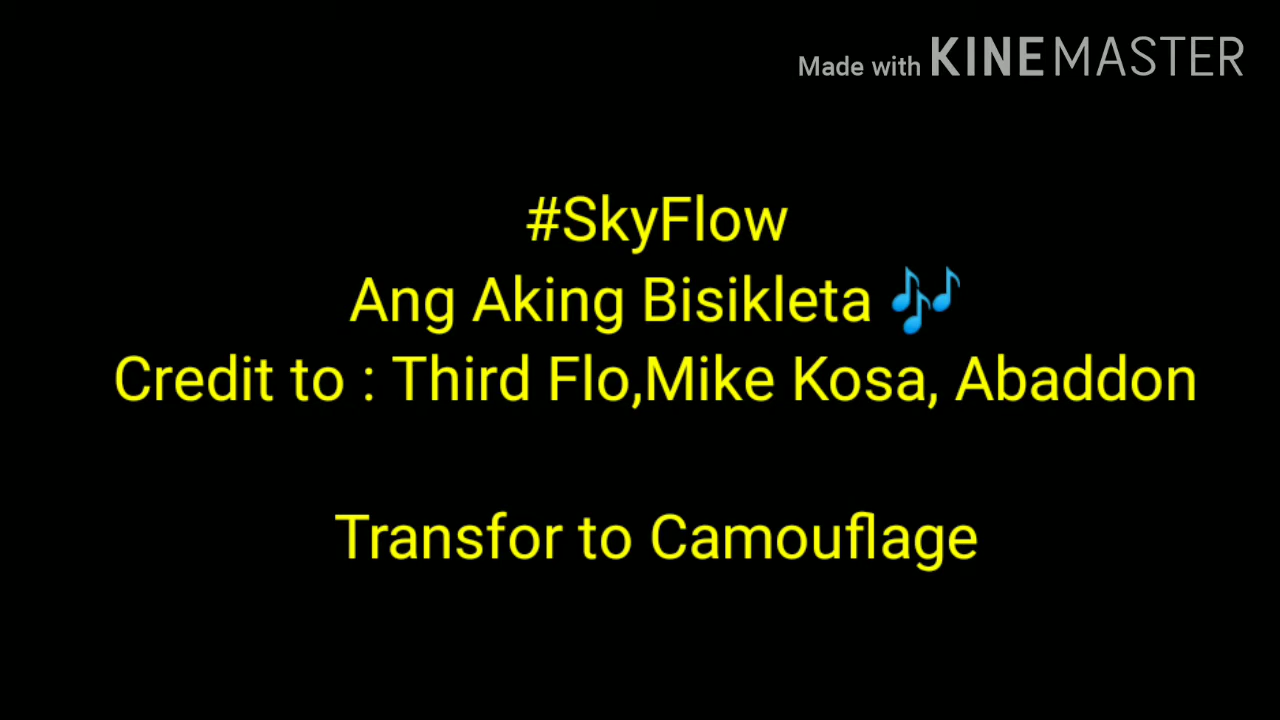 Made with KINEMASTER
#SkyFlow
Ang Aking Bisikleta 🎶
Credit to : Third Flo,Mike Kosa, Abaddon
Transfor to Camouflage